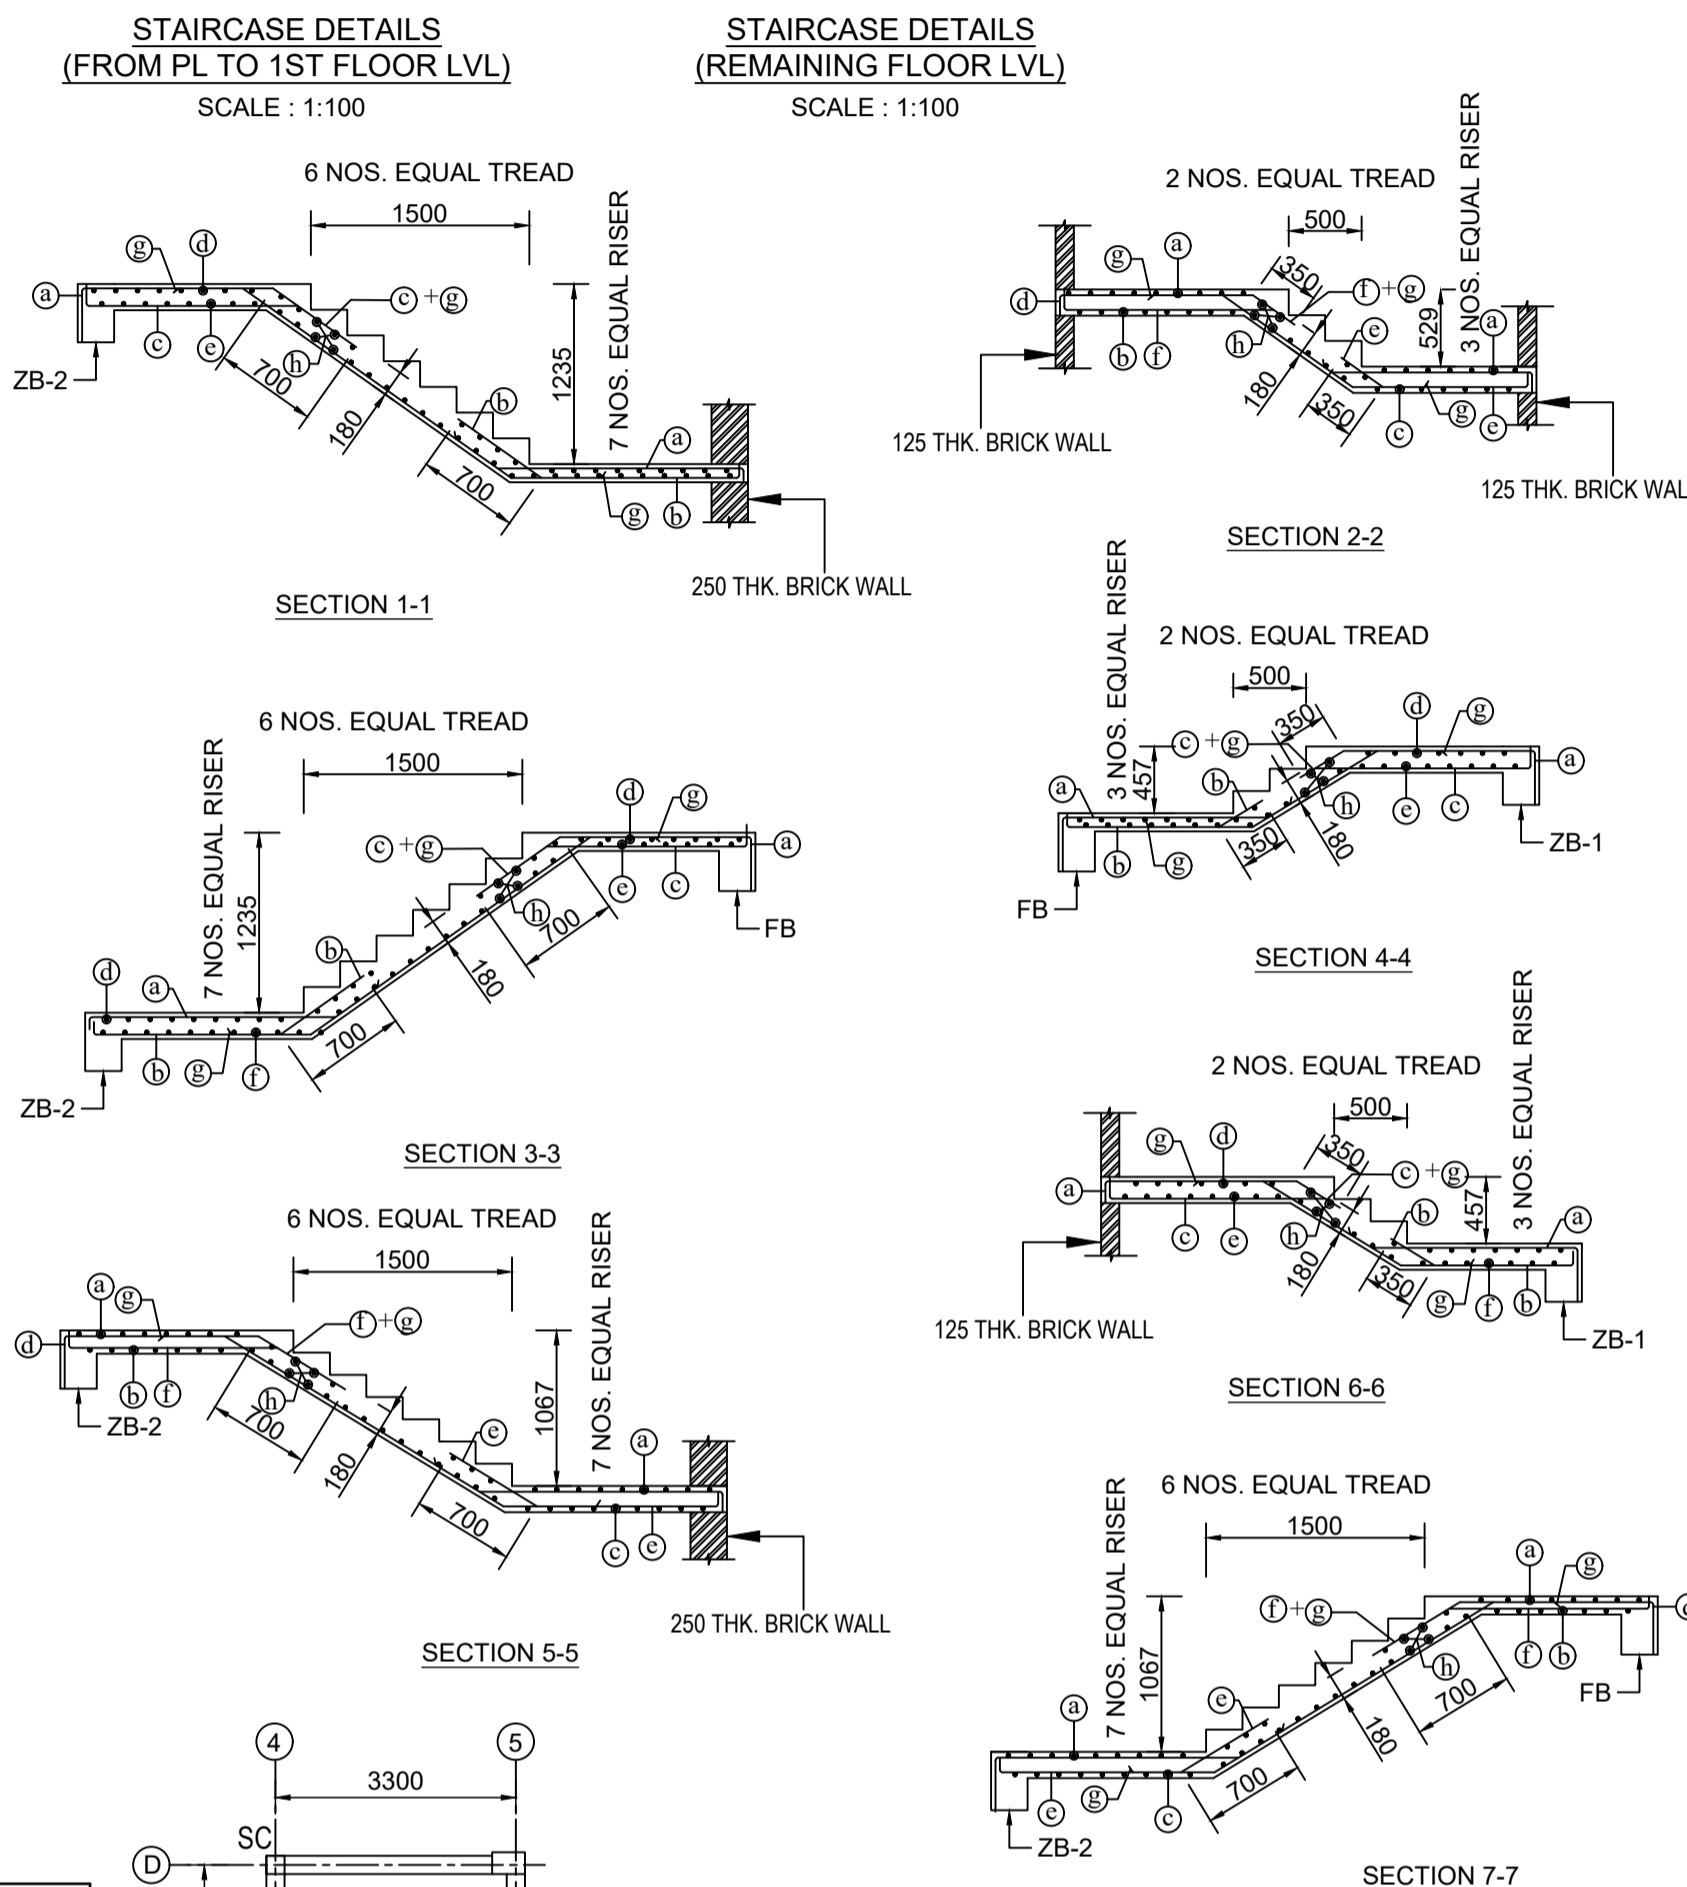 STAIRCASE DETAILS
(FROM PL TO 1ST FLOOR LVL)
SCALE : 1:100
STAIRCASE DETAILS
(REMAINING FLOOR LVL)
SCALE : 1:100
6 NOS. EQUAL TREAD
1500
7 NOS. EQUAL RISER
1235
g
d
a
c +g
c
e
h
ZB-2
700
180
b
700
a
g
b
250 THK. BRICK WALL
SECTION 1-1
2 NOS. EQUAL TREAD
500
3 NOS. EQUAL RISER
529
350
g
a
d
f+g
e
a
b
f
h
180
350
c
g
e
125 THK. BRICK WALL
125 THK. BRICK WAL
SECTION 2-2
6 NOS. EQUAL TREAD
1500
7 NOS. EQUAL RISER
1235
d
g
c +g
a
e
c
h
700
FB
b
180
d
a
700
b
g
f
ZB-2
SECTION 3-3
2 NOS. EQUAL TREAD
500
3 NOS. EQUAL RISER
457
350
d
g
c +g
a
b
a
h
e
c
180
350
b
g
ZB-1
FB
SECTION 4-4
6 NOS. EQUAL TREAD
1500
7 NOS. EQUAL RISER
1067
a
g
f+g
d
b
f
h
ZB-2
700
180
e
a
700
c
e
250 THK. BRICK WALL
SECTION 5-5
2 NOS. EQUAL TREAD
500
3 NOS. EQUAL RISER
457
350
g
d
c +g
a
b
a
c
e
h
180
350
g
f
b
125 THK. BRICK WALL
ZB-1
SECTION 6-6
6 NOS. EQUAL TREAD
1500
7 NOS. EQUAL RISER
1067
a
g
f+g
f
b
h
700
FB
e
180
a
700
e
g
c
ZB-2
SECTION 7-7
4
5
3300
SC
D